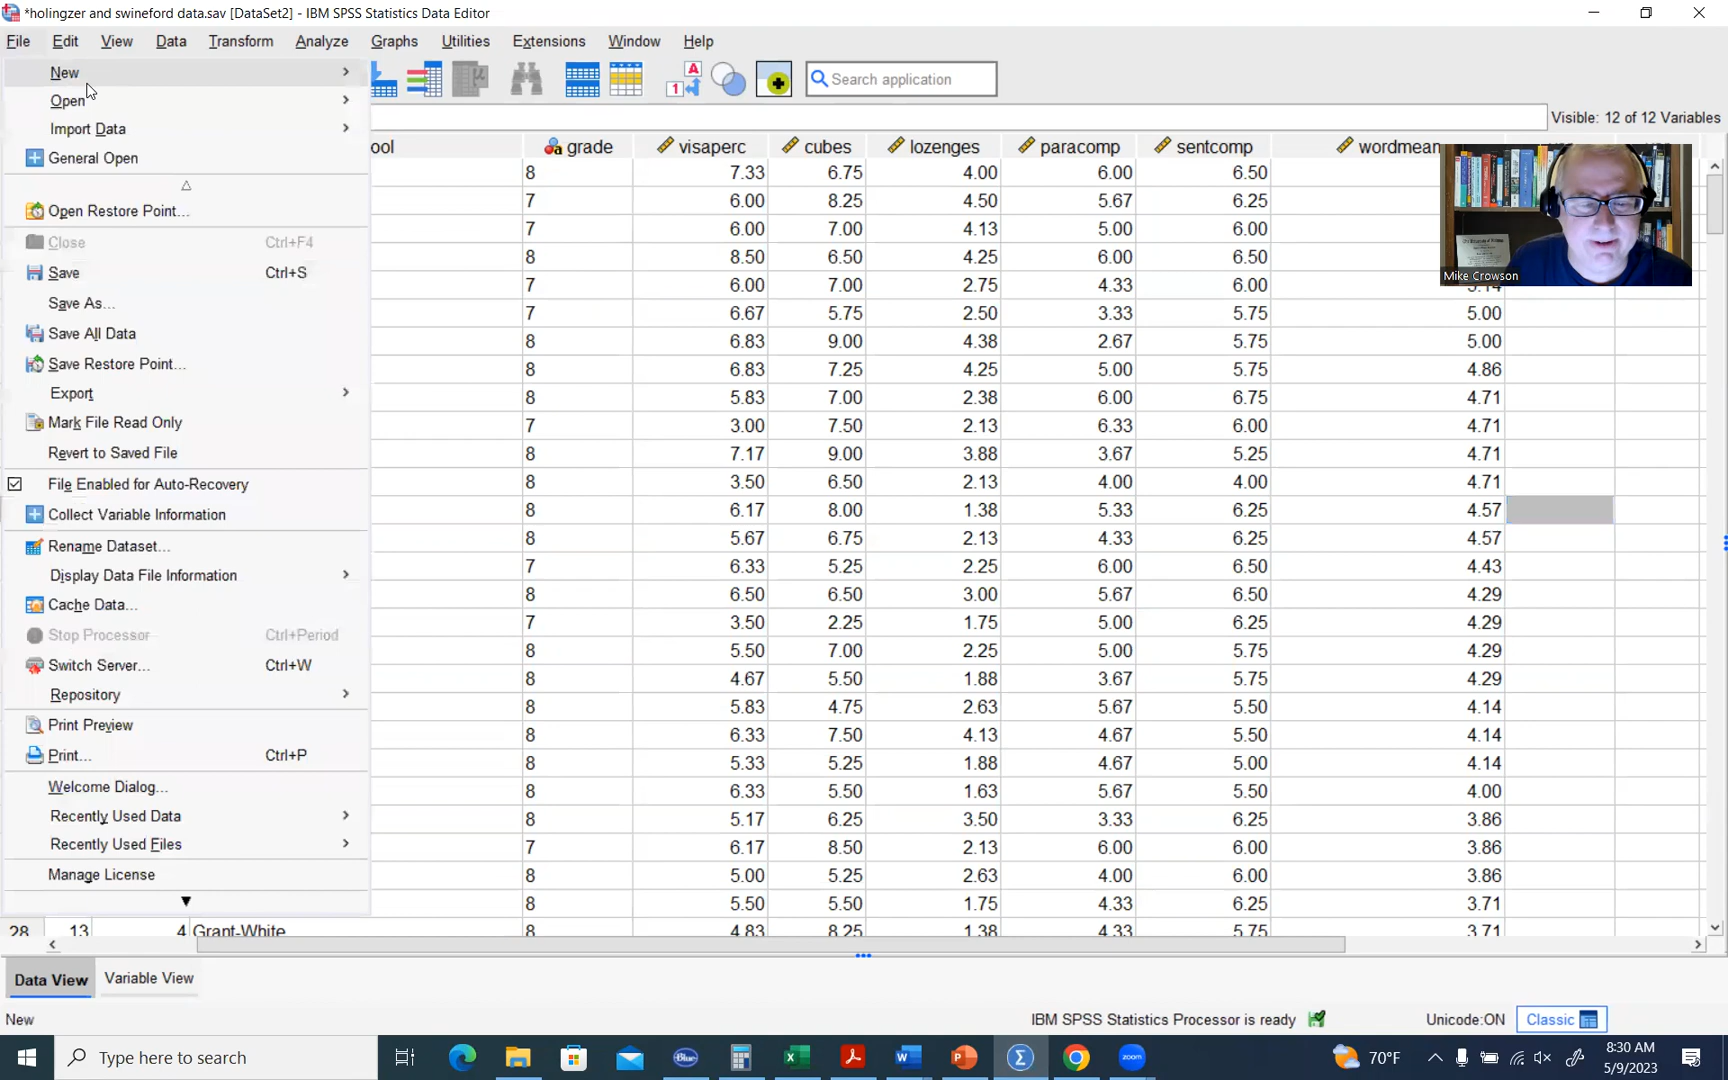 *holingzer and swineford data.sav [DataSet2] - IBM SPSS Statistics Data Editor
File Edit View Data Transform Analyze Graphs Utilities Extensions Window Help
Search application
Visible: 12 of 12 Variables
New
Open
Import Data
General Open
Open Restore Point...
Close Ctrl+F4
Save Ctrl+S
Save As...
Save All Data
Save Restore Point...
Export
Mark File Read Only
Revert to Saved File
File Enabled for Auto-Recovery
Collect Variable Information
Rename Dataset...
Display Data File Information
Cache Data...
Stop Processor Ctrl+Period
Switch Server... Ctrl+W
Repository
Print Preview
Print... Ctrl+P
Welcome Dialog...
Recently Used Data
Recently Used Files
Manage License
ool grade visaperc cubes lozenges paracomp sentcomp wordmean
8 7.33 6.75 4.00 6.00 6.50
7 6.00 8.25 4.50 5.67 6.25
7 6.00 7.00 4.13 5.00 6.00
8 8.50 6.50 4.25 6.00 6.50
7 6.00 7.00 2.75 4.33 6.00 5.14
7 6.67 5.75 2.50 3.33 5.75 5.00
8 6.83 9.00 4.38 2.67 5.75 5.00
8 6.83 7.25 4.25 5.00 5.75 4.86
8 5.83 7.00 2.38 6.00 6.75 4.71
7 3.00 7.50 2.13 6.33 6.00 4.71
8 7.17 9.00 3.88 3.67 5.25 4.71
8 3.50 6.50 2.13 4.00 4.00 4.71
8 6.17 8.00 1.38 5.33 6.25 4.57
8 5.67 6.75 2.13 4.33 6.25 4.57
7 6.33 5.25 2.25 6.00 6.50 4.43
8 6.50 6.50 3.00 5.67 6.50 4.29
7 3.50 2.25 1.75 5.00 6.25 4.29
8 5.50 7.00 2.25 5.00 5.75 4.29
8 4.67 5.50 1.88 3.67 5.75 4.29
8 5.83 4.75 2.63 5.67 5.50 4.14
8 6.33 7.50 4.13 4.67 5.50 4.14
8 5.33 5.25 1.88 4.67 5.00 4.14
8 6.33 5.50 1.63 5.67 5.50 4.00
8 5.17 6.25 3.50 3.33 6.25 3.86
7 6.17 8.50 2.13 6.00 6.00 3.86
8 5.00 5.25 2.63 4.00 6.00 3.86
8 5.50 5.50 1.75 4.33 6.25 3.71
28 13 4 Grant-White 8 4.83 8.25 1.38 4.33 5.75 3.71
Mike Crowson
Data View Variable View
New
IBM SPSS Statistics Processor is ready
Unicode:ON
Classic
Type here to search
Blue
zoom
70°F
8:30 AM
5/9/2023